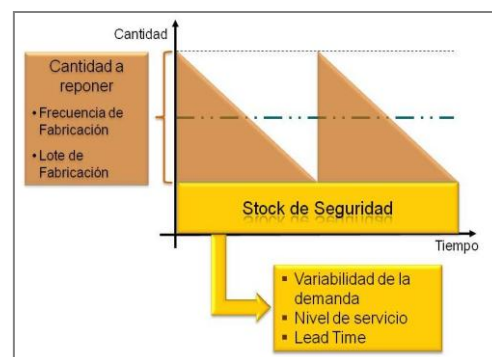 Cantidad
Cantidad a
reponer
• Frecuencia de
Fabricación
• Lote de
Fabricación
Stock de Seguridad
Tiempo
▪ Variabilidad de la
demanda
▪ Nivel de servicio
▪ Lead Time